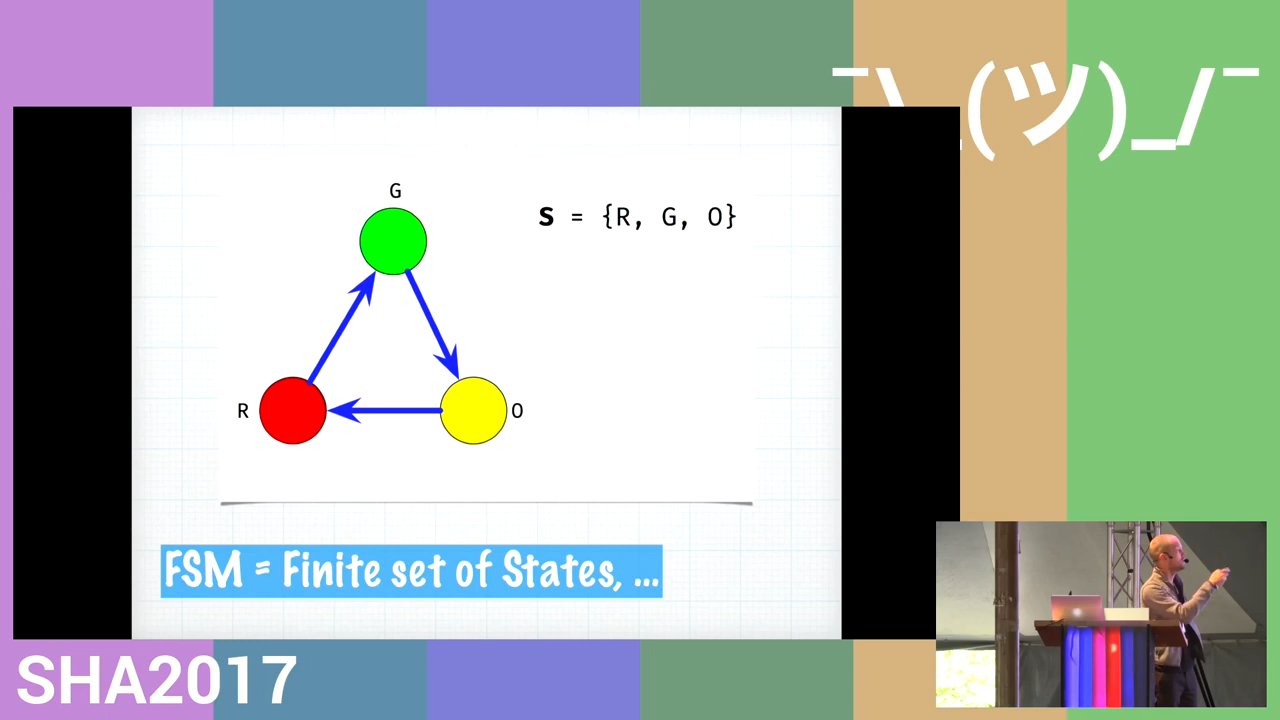 ¯\_(ツ)_/¯
G
S = {R, G, O}
R
O
FSM = Finite set of States, ...
SHA2017